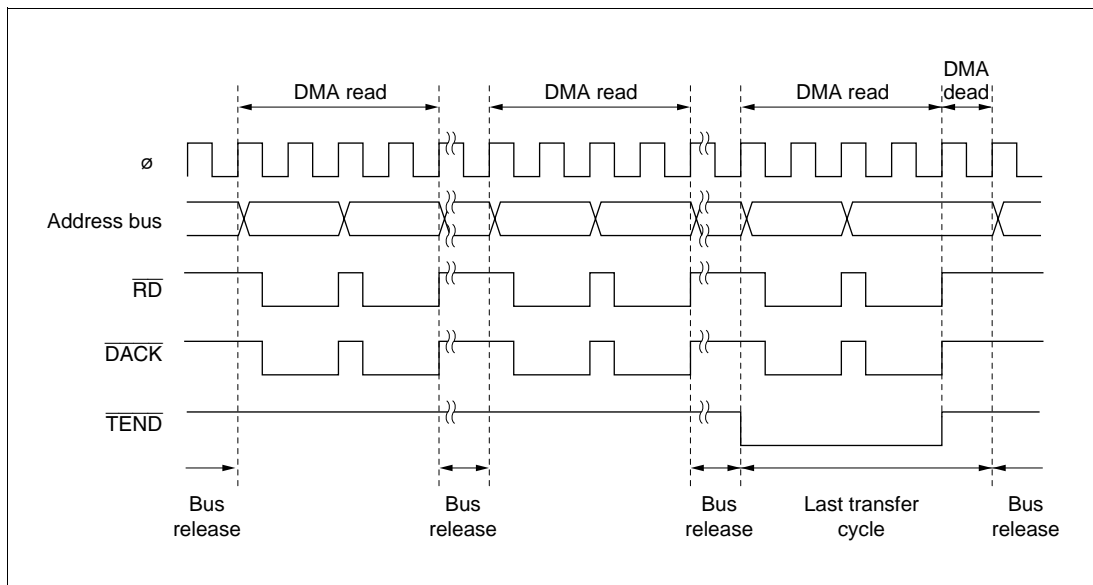 DMA
DMA read DMA read DMA read dead
ø
Address bus
RD
DACK
TEND
Bus Bus Bus Last transfer Bus
release release release cycle release